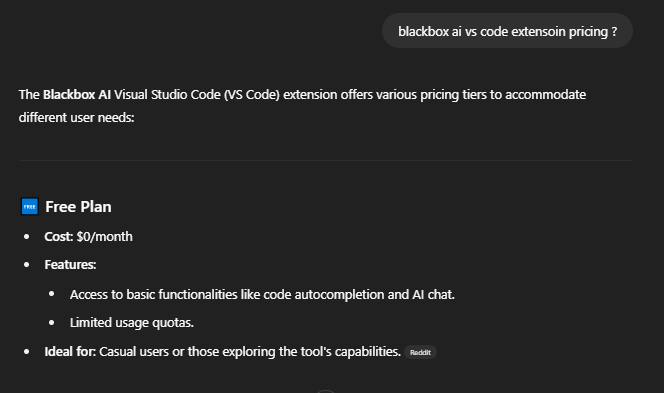 blackbox ai vs code extensoin pricing ?
The Blackbox AI Visual Studio Code (VS Code) extension offers various pricing tiers to accommodate
different user needs:
FREE Free Plan
• Cost: $0/month
• Features:
• Access to basic functionalities like code autocompletion and AI chat.
• Limited usage quotas.
• Ideal for: Casual users or those exploring the tool's capabilities. Reddit